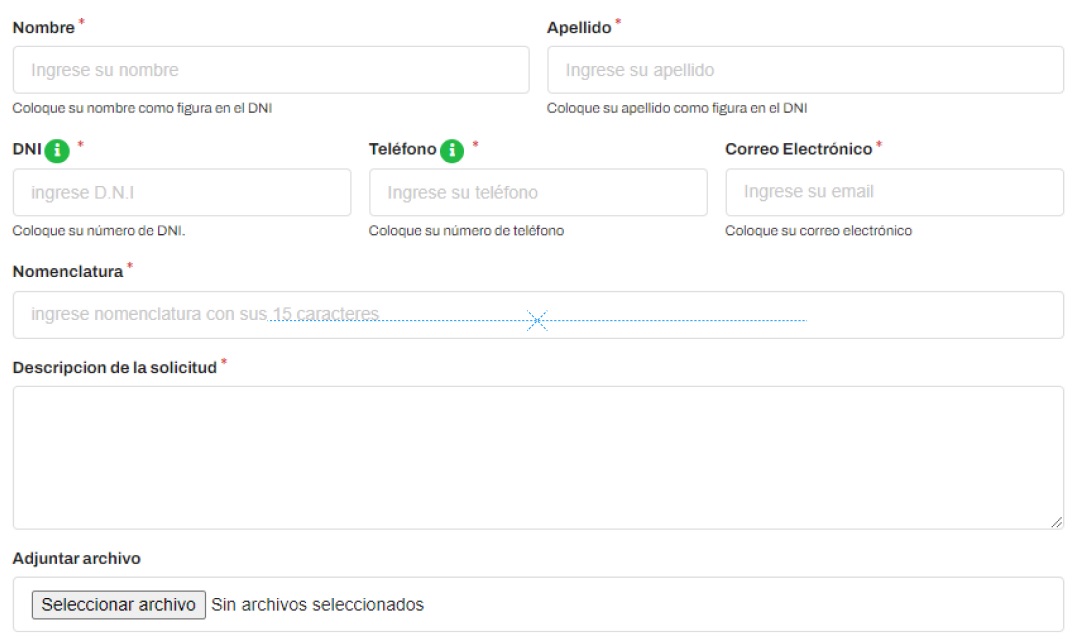 Nombre * Apellido *
Ingrese su nombre Ingrese su apellido
Coloque su nombre como figura en el DNI Coloque su apellido como figura en el DNI
DNI i * Teléfono i * Correo Electrónico *
ingrese D.N.I Ingrese su teléfono Ingrese su email
Coloque su número de DNI. Coloque su número de teléfono Coloque su correo electrónico
Nomenclatura *
ingrese nomenclatura con sus 15 caracteres
Descripcion de la solicitud *
Adjuntar archivo
Seleccionar archivo Sin archivos seleccionados